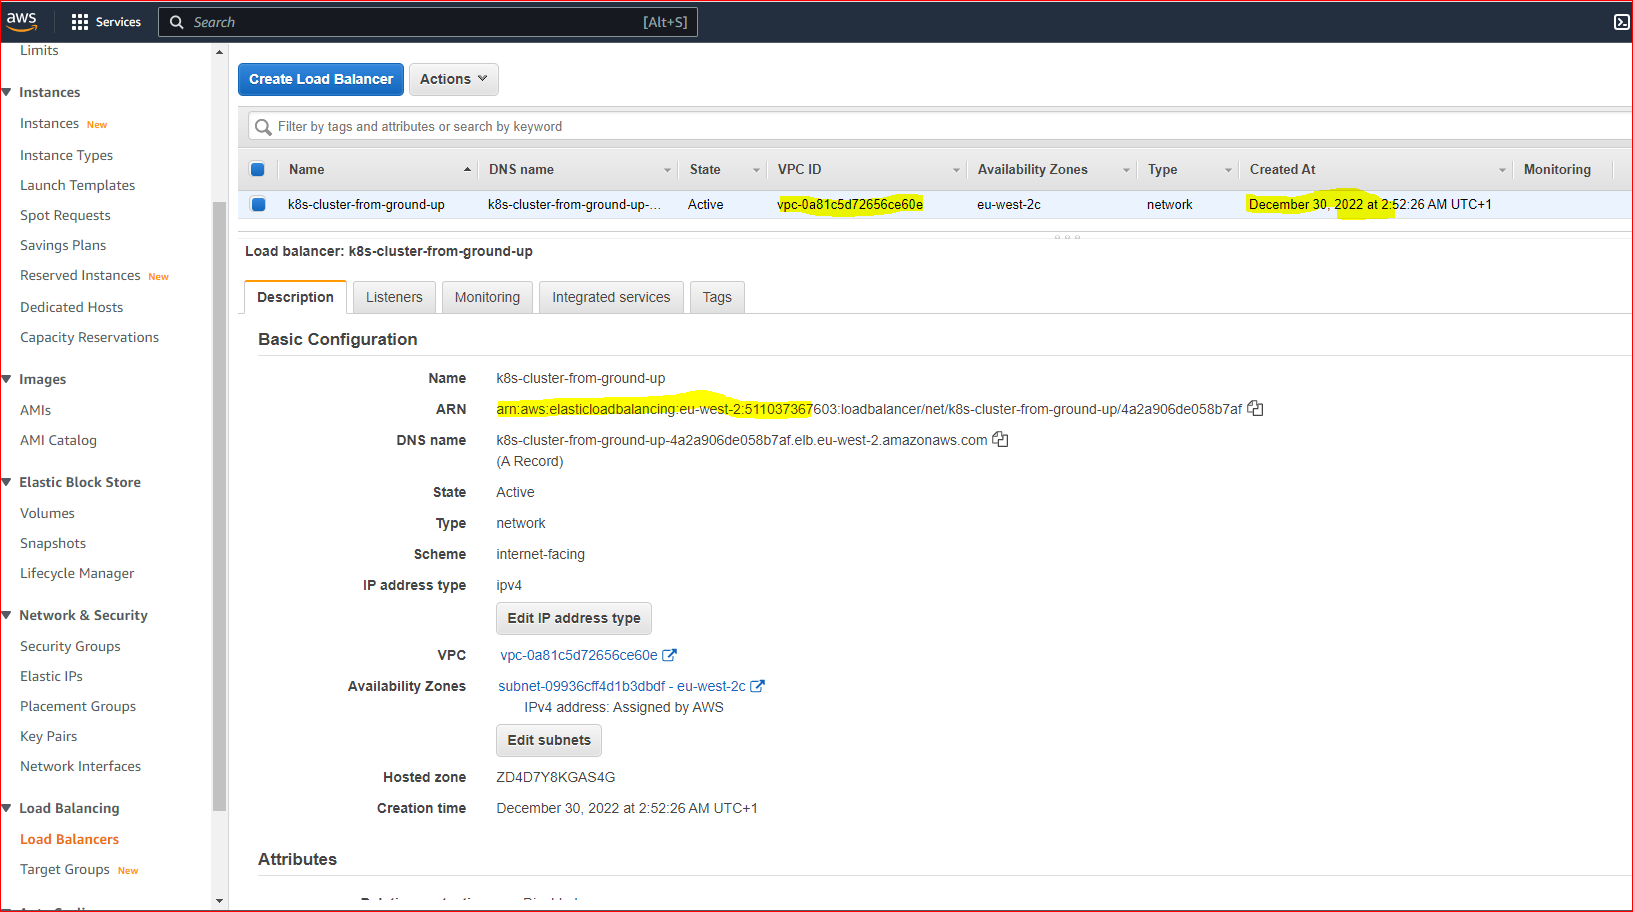 aws Services Search [Alt+S]
Limits
Instances
Instances New
Instance Types
Launch Templates
Spot Requests
Savings Plans
Reserved Instances New
Dedicated Hosts
Capacity Reservations
Images
AMIs
AMI Catalog
Elastic Block Store
Volumes
Snapshots
Lifecycle Manager
Network & Security
Security Groups
Elastic IPs
Placement Groups
Key Pairs
Network Interfaces
Load Balancing
Load Balancers
Target Groups New
Create Load Balancer Actions
Filter by tags and attributes or search by keyword
Name DNS name State VPC ID Availability Zones Type Created At Monitoring
k8s-cluster-from-ground-up k8s-cluster-from-ground-up-... Active vpc-0a81c5d72656ce60e eu-west-2c network December 30, 2022 at 2:52:26 AM UTC+1
Load balancer: k8s-cluster-from-ground-up
Description Listeners Monitoring Integrated services Tags
Basic Configuration
Name k8s-cluster-from-ground-up
ARN arn:aws:elasticloadbalancing:eu-west-2:511037367603:loadbalancer/net/k8s-cluster-from-ground-up/4a2a906de058b7af
DNS name k8s-cluster-from-ground-up-4a2a906de058b7af.elb.eu-west-2.amazonaws.com
(A Record)
State Active
Type network
Scheme internet-facing
IP address type ipv4
Edit IP address type
VPC vpc-0a81c5d72656ce60e
Availability Zones subnet-09936cff4d1b3dbdf - eu-west-2c
IPv4 address: Assigned by AWS
Edit subnets
Hosted zone ZD4D7Y8KGAS4G
Creation time December 30, 2022 at 2:52:26 AM UTC+1
Attributes